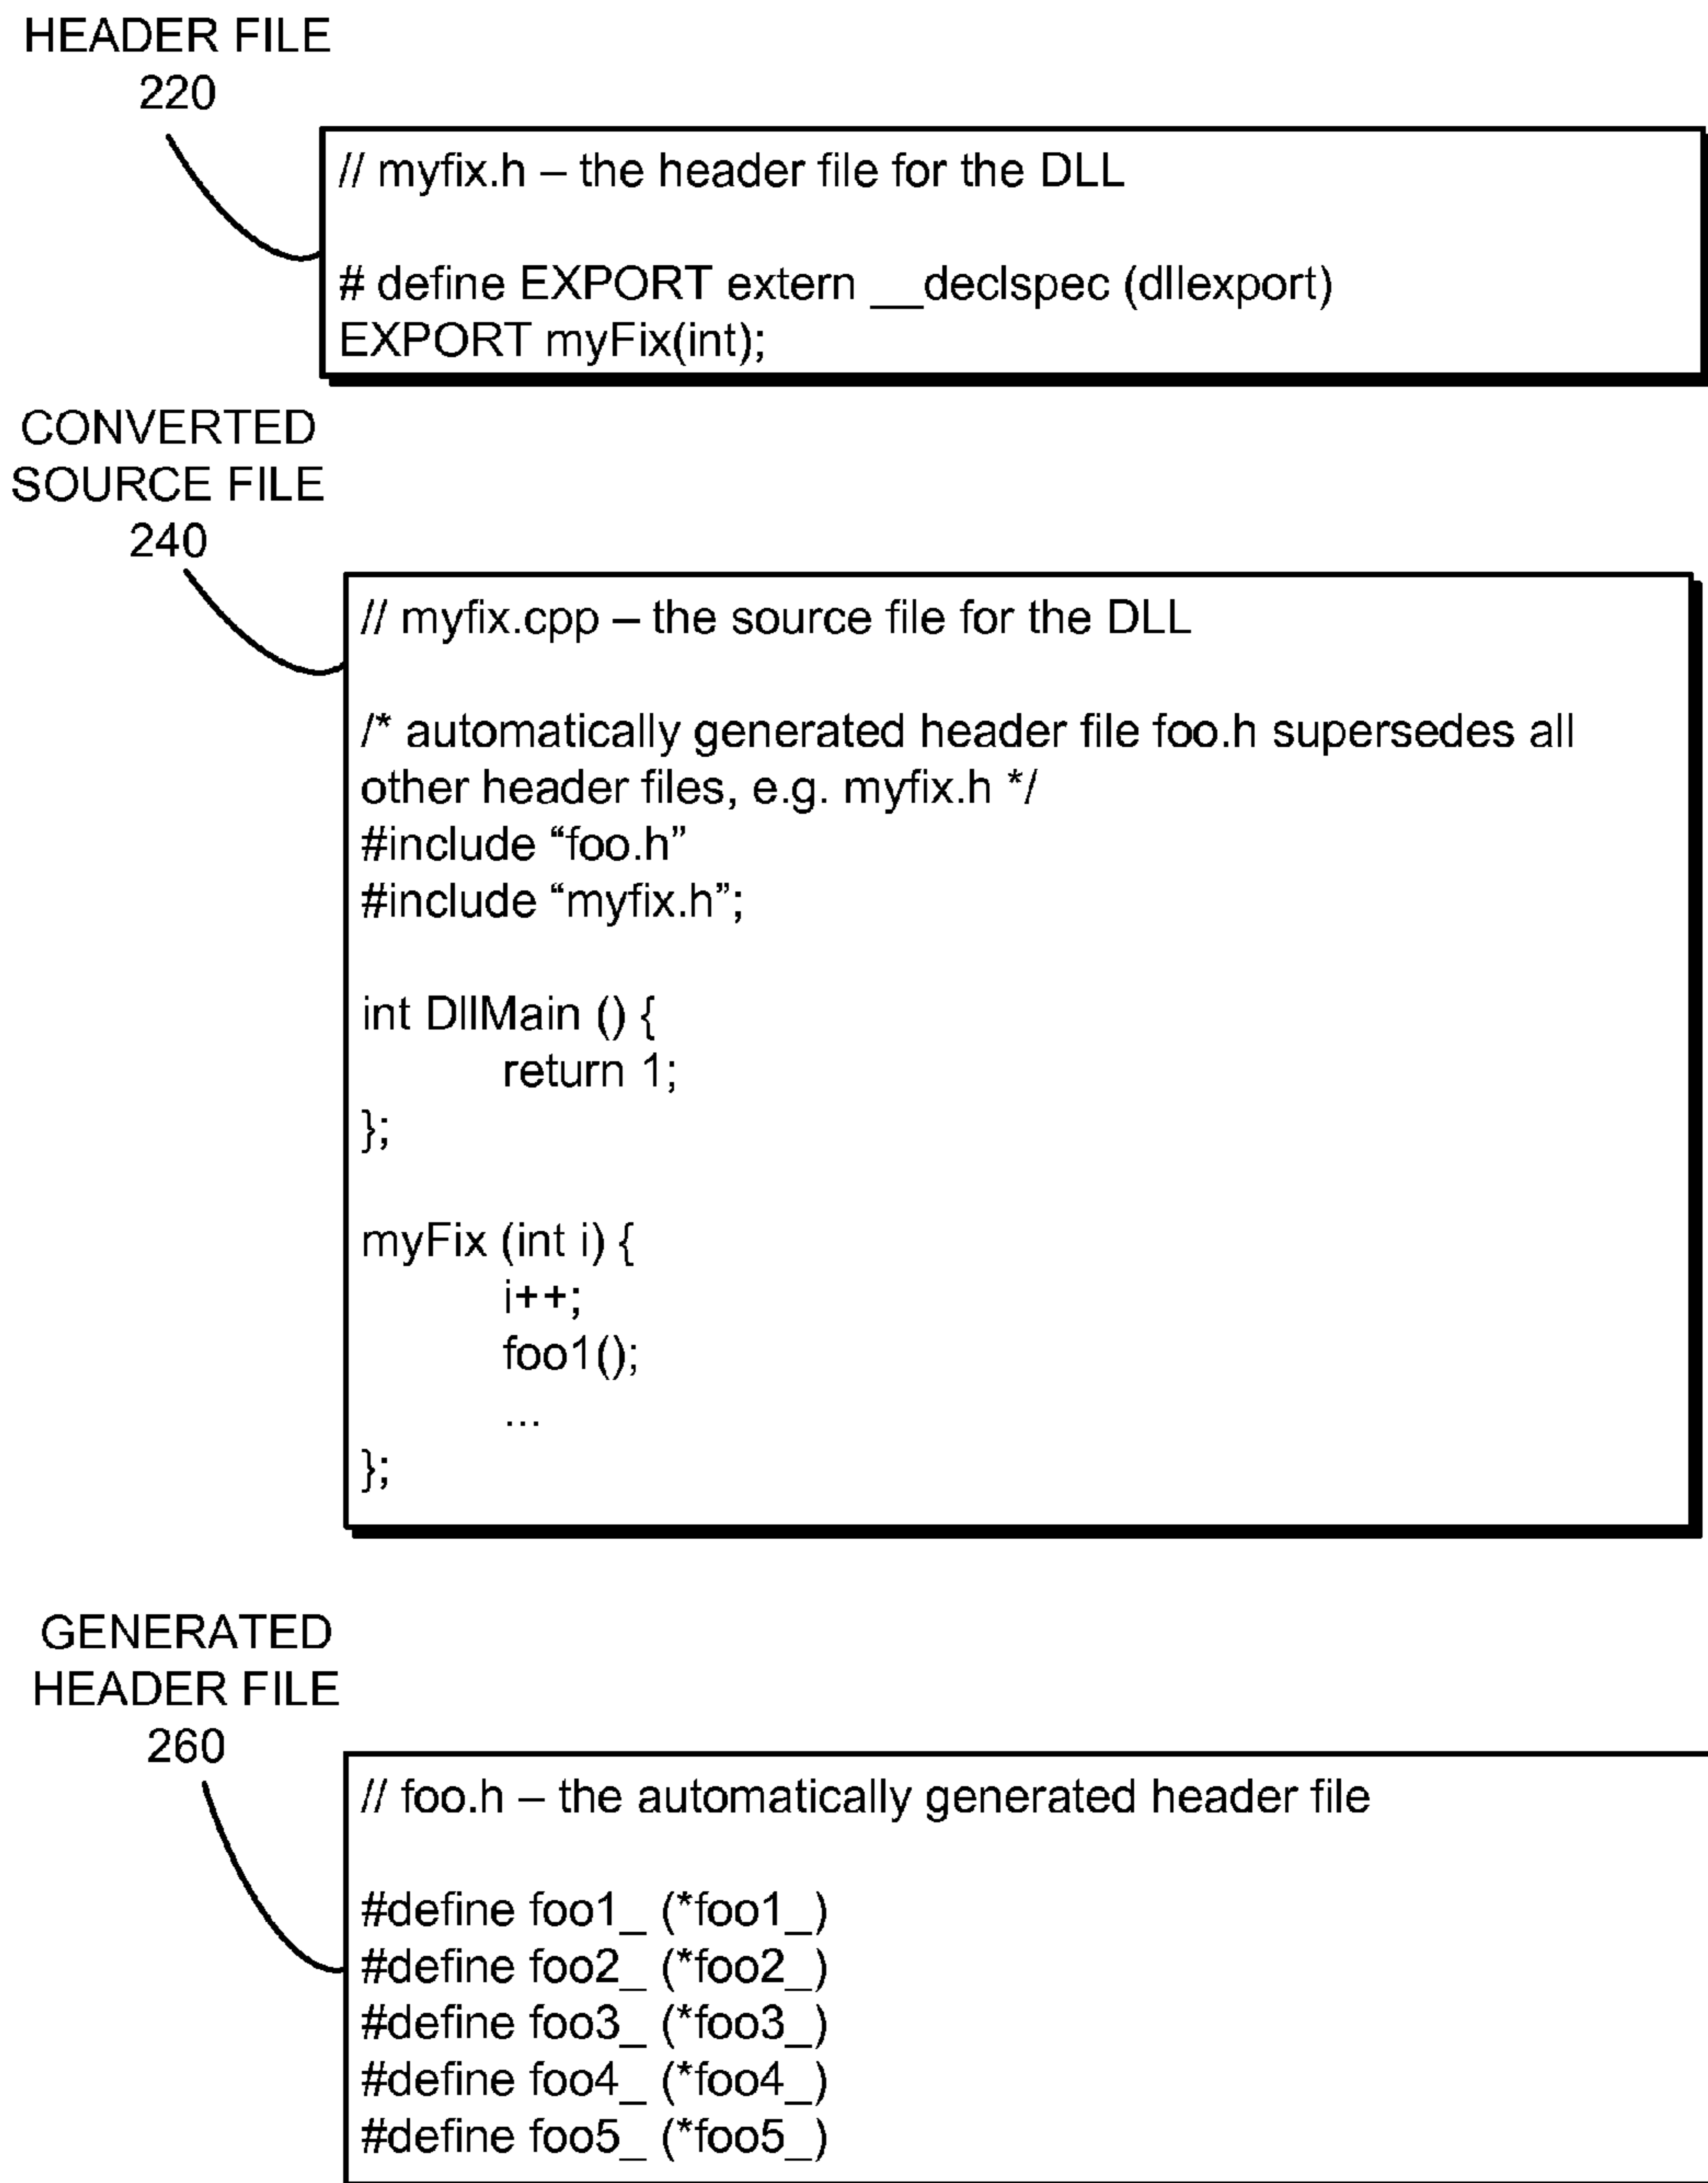 HEADER FILE
220
// myfix.h – the header file for the DLL
# define EXPORT extern __declspec (dllexport)
EXPORT myFix(int);
CONVERTED
SOURCE FILE
240
// myfix.cpp – the source file for the DLL
/* automatically generated header file foo.h supersedes all
other header files, e.g. myfix.h */
#include “foo.h”
#include “myfix.h”;
int DllMain () {
return 1;
};
myFix (int i) {
i++;
foo1();
...
};
GENERATED
HEADER FILE
260
// foo.h – the automatically generated header file
#define foo1_ (*foo1_)
#define foo2_ (*foo2_)
#define foo3_ (*foo3_)
#define foo4_ (*foo4_)
#define foo5_ (*foo5_)